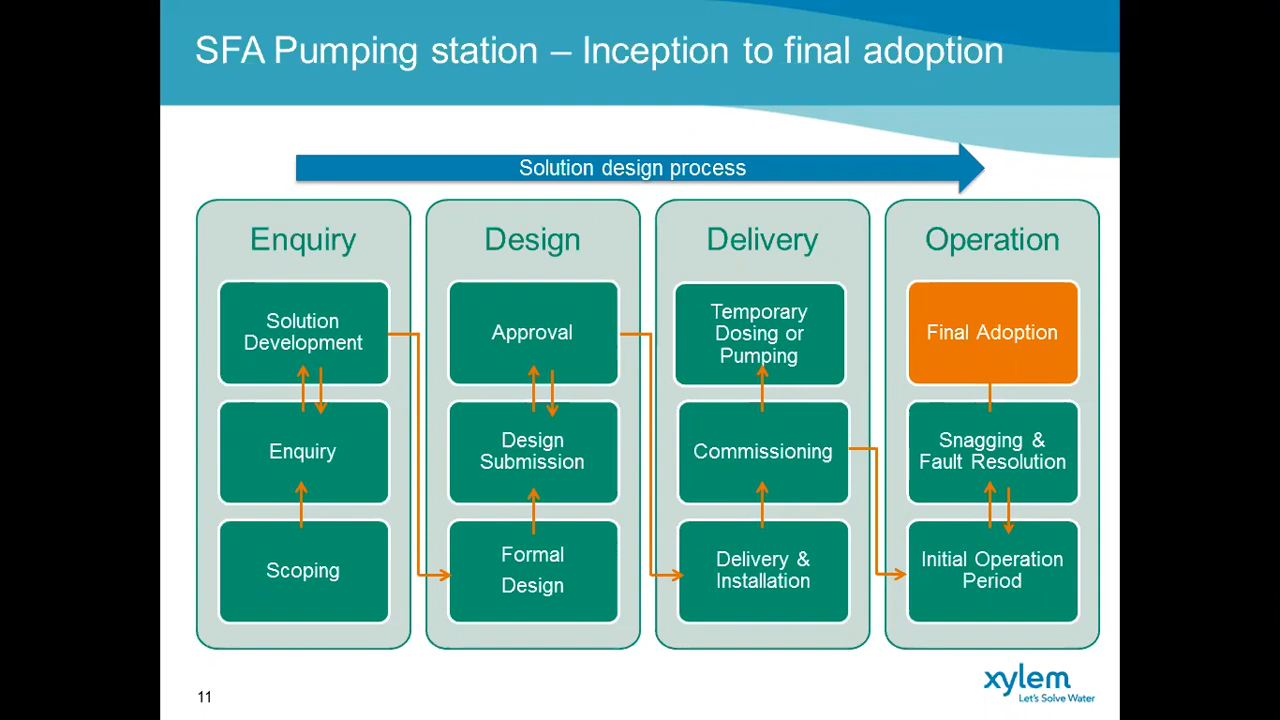 SFA Pumping station – Inception to final adoption
Solution design process
Enquiry
Solution
Development
Enquiry
Scoping
Design
Approval
Design
Submission
Formal
Design
Delivery
Temporary
Dosing or
Pumping
Commissioning
Delivery &
Installation
Operation
Final Adoption
Snagging &
Fault Resolution
Initial Operation
Period
11
xylem
Let's Solve Water